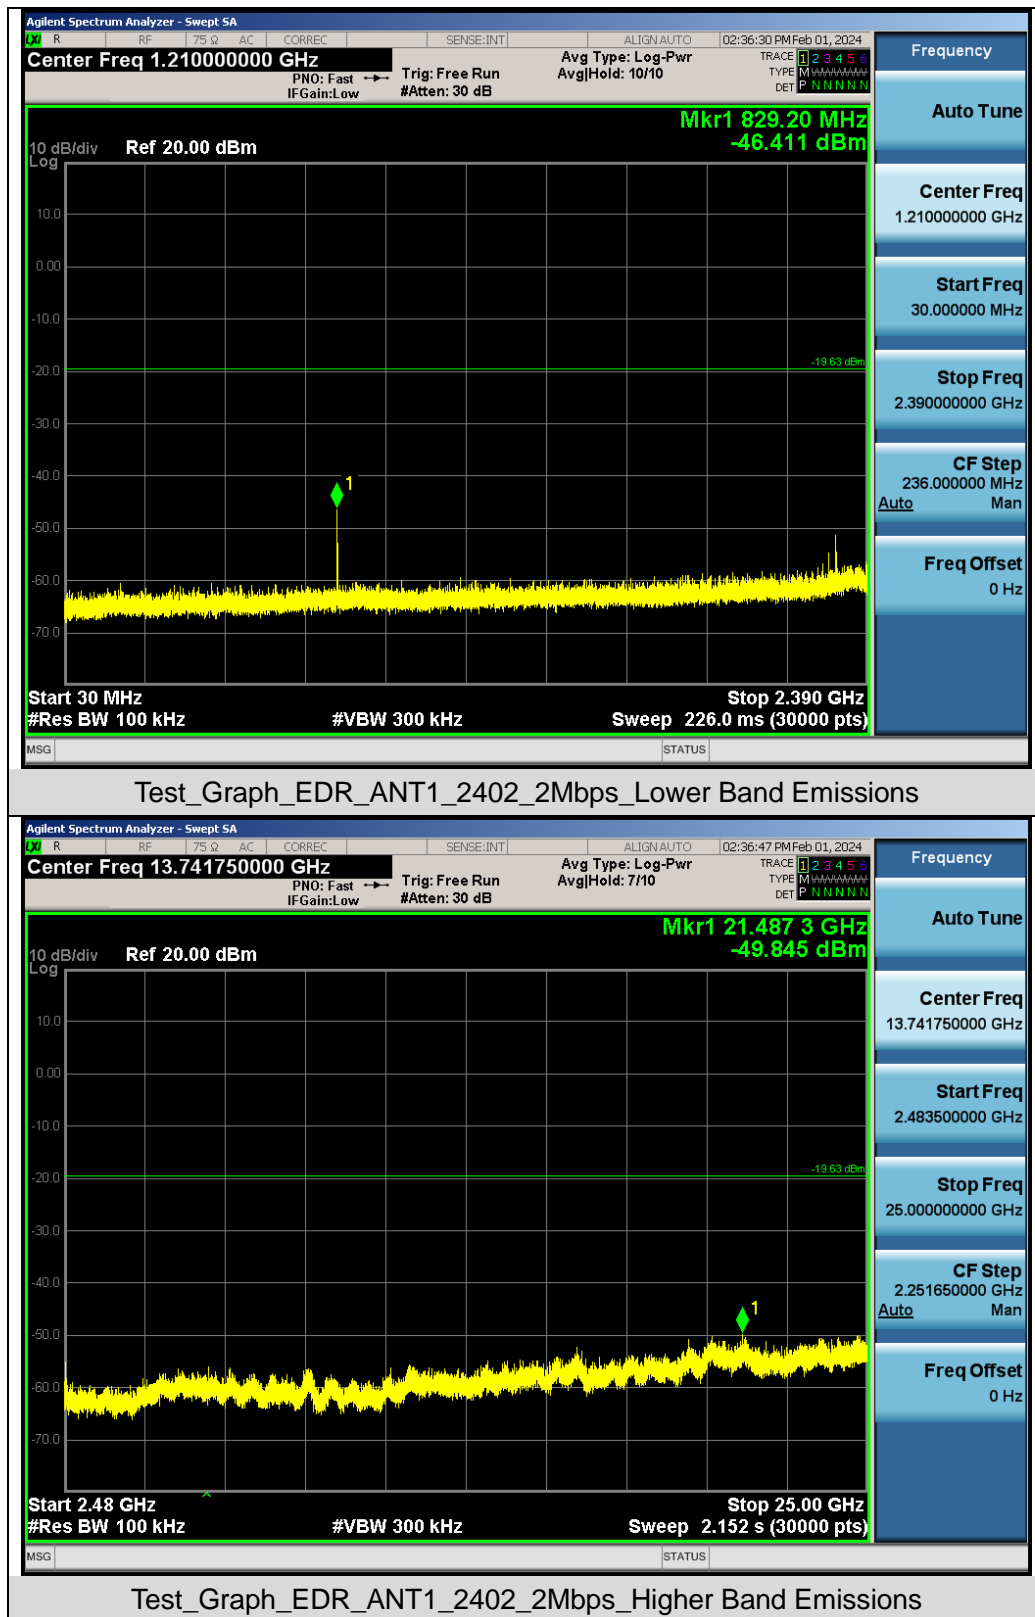 Agilent Spectrum Analyzer - Swept SA
LXI R RF 75 Ω AC CORREC SENSE:INT ALIGN AUTO 02:36:30 PM Feb 01, 2024
Center Freq 1.210000000 GHz
PNO: Fast
IFGain:Low
Trig: Free Run
#Atten: 30 dB
Avg Type: Log-Pwr
Avg|Hold: 10/10
TRACE 1 2 3 4 5 6
TYPE M WWWWW
DET P N N N N N
Mkr1 829.20 MHz
-46.411 dBm
10 dB/div
Log
Ref 20.00 dBm
10.0
0.00
-10.0
-19.63 dBm
-20.0
-30.0
-40.0
1
-50.0
-60.0
-70.0
Start 30 MHz
Stop 2.390 GHz
#Res BW 100 kHz
#VBW 300 kHz
Sweep 226.0 ms (30000 pts)
MSG
STATUS
Frequency
Auto Tune
Center Freq
1.210000000 GHz
Start Freq
30.000000 MHz
Stop Freq
2.390000000 GHz
CF Step
236.000000 MHz
Auto Man
Freq Offset
0 Hz
Test_Graph_EDR_ANT1_2402_2Mbps_Lower Band Emissions
Agilent Spectrum Analyzer - Swept SA
LXI R RF 75 Ω AC CORREC SENSE:INT ALIGN AUTO 02:36:47 PM Feb 01, 2024
Center Freq 13.741750000 GHz
PNO: Fast
IFGain:Low
Trig: Free Run
#Atten: 30 dB
Avg Type: Log-Pwr
Avg|Hold: 7/10
TRACE 1 2 3 4 5 6
TYPE M WWWWW
DET P N N N N N
Mkr1 21.487 3 GHz
-49.845 dBm
10 dB/div
Log
Ref 20.00 dBm
10.0
0.00
-10.0
-19.63 dBm
-20.0
-30.0
-40.0
1
-50.0
-60.0
-70.0
Start 2.48 GHz
Stop 25.00 GHz
#Res BW 100 kHz
#VBW 300 kHz
Sweep 2.152 s (30000 pts)
MSG
STATUS
Frequency
Auto Tune
Center Freq
13.741750000 GHz
Start Freq
2.483500000 GHz
Stop Freq
25.000000000 GHz
CF Step
2.251650000 GHz
Auto Man
Freq Offset
0 Hz
Test_Graph_EDR_ANT1_2402_2Mbps_Higher Band Emissions